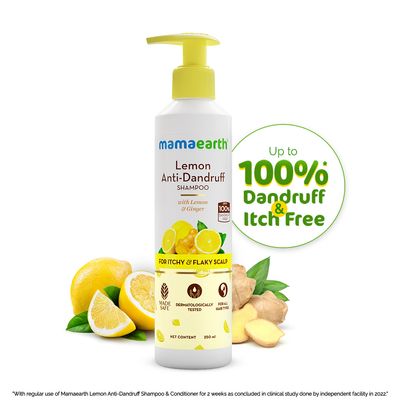 mamaearth
Lemon
Anti-Dandruff
SHAMPOO
with Lemon
& Ginger
100%
FOR ITCHY & FLAKY SCALP
MADE
SAFE
DERMATOLOGICALLY
TESTED
FOR ALL
HAIR TYPES
NET CONTENT 250 ml
Up to
100%*
Dandruff
&
Itch Free
"With regular use of Mamaearth Lemon Anti-Dandruff Shampoo & Conditioner for 2 weeks as concluded in clinical study done by independent facility in 2022."